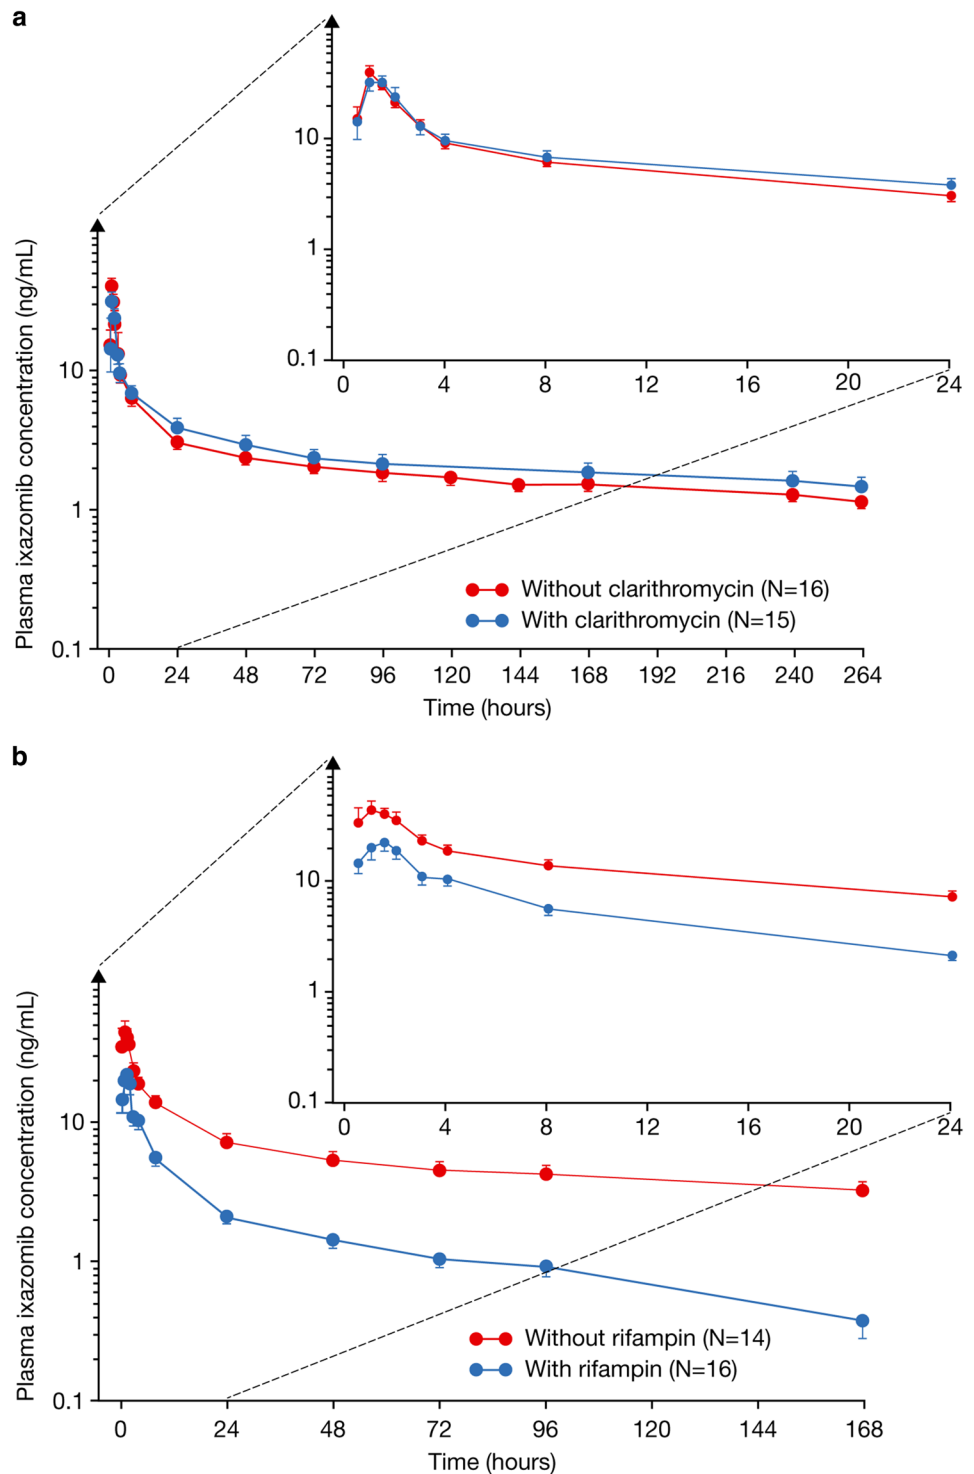 a
10
1
0.1
0 4 8 12 16 20 24
Plasma ixazomib concentration (ng/mL)
10
1
0.1
Without clarithromycin (N=16)
With clarithromycin (N=15)
0 24 48 72 96 120 144 168 192 216 240 264
Time (hours)
b
10
1
0.1
0 4 8 12 16 20 24
Plasma ixazomib concentration (ng/mL)
10
1
0.1
Without rifampin (N=14)
With rifampin (N=16)
0 24 48 72 96 120 144 168
Time (hours)